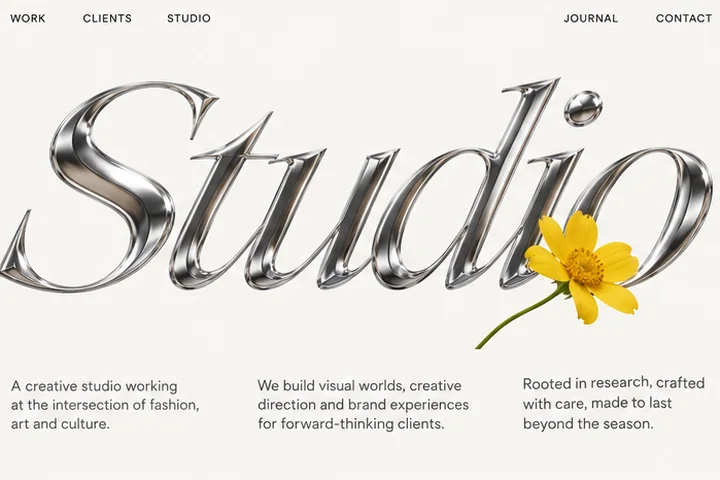 WORK CLIENTS STUDIO JOURNAL CONTACT
Studio
A creative studio working
at the intersection of fashion,
art and culture.
We build visual worlds, creative
direction and brand experiences
for forward-thinking clients.
Rooted in research, crafted
with care, made to last
beyond the season.